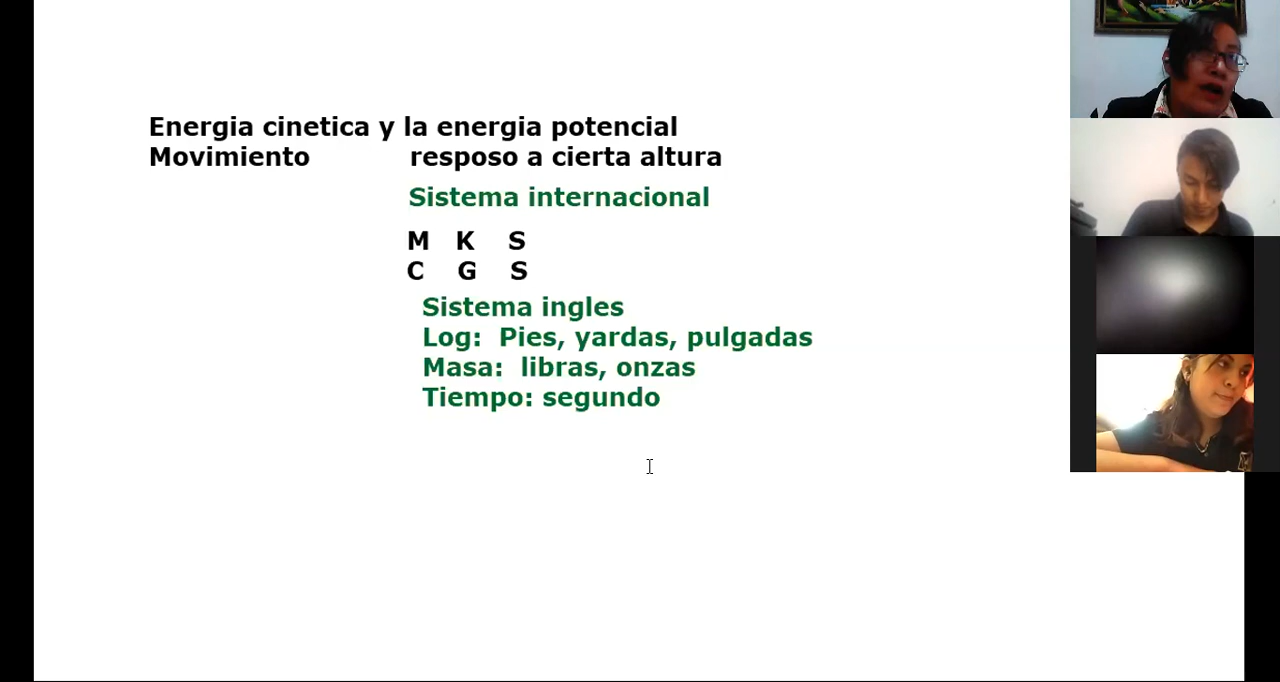 Energia cinetica y la energia potencial
Movimiento resposo a cierta altura
Sistema internacional
M K S
C G S
Sistema ingles
Log: Pies, yardas, pulgadas
Masa: libras, onzas
Tiempo: segundo